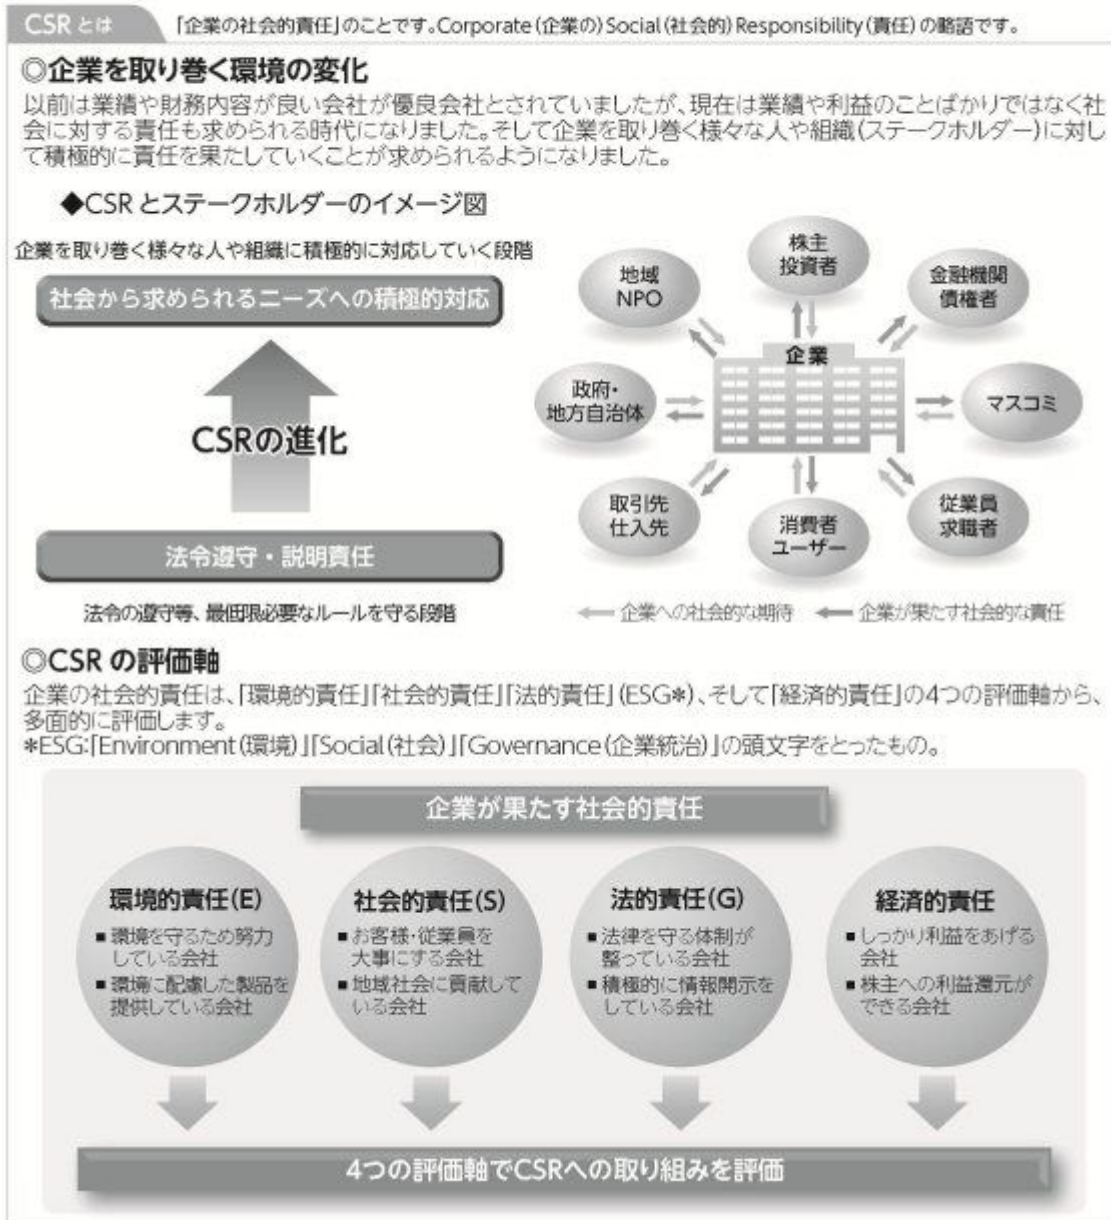 CSRとは
「企業の社会的責任」のことです。Corporate(企業の)Social(社会的)Responsibility(責任)の略語です。
◎企業を取り巻く環境の変化
以前は業績や財務内容が良い会社が優良会社とされていましたが、現在は業績や利益のことばかりではなく社
会に対する責任も求められる時代になりました。そして企業を取り巻く様々な人や組織(ステークホルダー)に対し
て積極的に責任を果たしていくことが求められるようになりました。
◆CSRとステークホルダーのイメージ図
企業を取り巻く様々な人や組織に積極的に対応していく段階
社会から求められるニーズへの積極的対応
CSRの進化
法令遵守・説明責任
法令の遵守等、最低限必要なルールを守る段階
株主
投資者
地域
NPO
金融機関
債権者
企業
政府・
地方自治体
マスコミ
取引先
仕入先
消費者
ユーザー
従業員
求職者
企業への社会的な期待
企業が果たす社会的な責任
◎CSRの評価軸
企業の社会的責任は、「環境的責任」「社会的責任」「法的責任」(ESG*)、そして「経済的責任」の4つの評価軸から、
多面的に評価します。
*ESG:「Environment(環境)」「Social(社会)」「Governance(企業統治)」の頭文字をとったもの。
企業が果たす社会的責任
環境的責任(E)
■環境を守るため努力
している会社
■環境に配慮した製品を
提供している会社
社会的責任(S)
■お客様・従業員を
大事にする会社
■地域社会に貢献して
いる会社
法的責任(G)
■法律を守る体制が
整っている会社
■積極的に情報開示を
している会社
経済的責任
■しっかり利益をあげる
会社
■株主への利益還元が
できる会社
4つの評価軸でCSRへの取り組みを評価